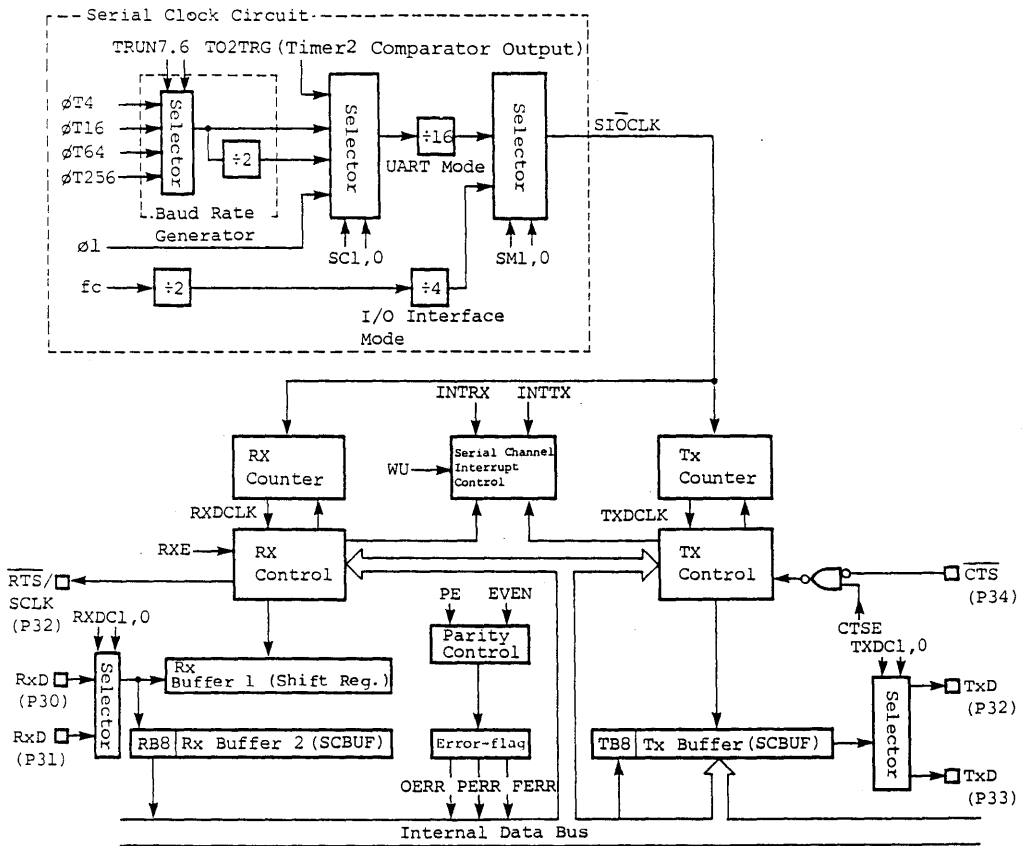 Serial Clock Circuit
TRUN7.6 TO2TRG (Timer2 Comparator Output)
øT4
øT16
øT64
øT256
Selector
÷2
Baud Rate
Generator
Selector
SC1,0
÷16
UART Mode
Selector
SM1,0
SIOCLK
ø1
fc
÷2
÷4
I/O Interface
Mode
INTRX INTTX
RX
Counter
WU
Serial Channel
Interrupt
Control
Tx
Counter
RXDCLK
TXDCLK
RXE
RX
Control
TX
Control
RTS/
SCLK
(P32)
CTS
(P34)
CTSE
RXDC1,0
PE EVEN
Parity
Control
TXDC1,0
RxD
(P30)
RxD
(P31)
Selector
Rx
Buffer 1 (Shift Reg.)
RB8 Rx Buffer 2 (SCBUF)
Error-flag
OERR PERR FERR
TB8 Tx Buffer (SCBUF)
Selector
TxD
(P32)
TxD
(P33)
Internal Data Bus